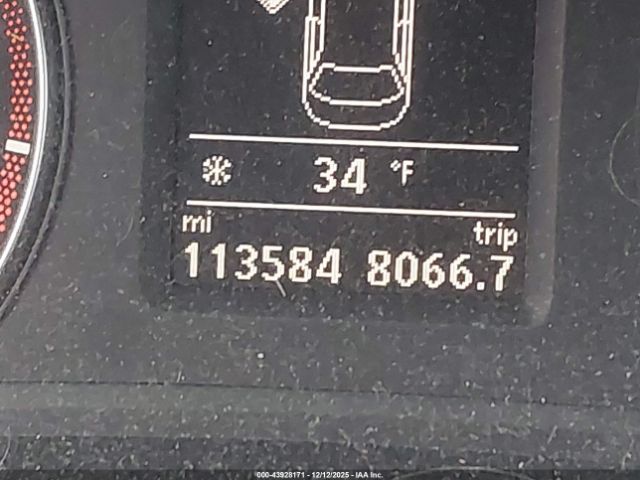 34 °F
mi trip
113584 8066.7
000-43928171 - 12/12/2025 - IAA Inc.